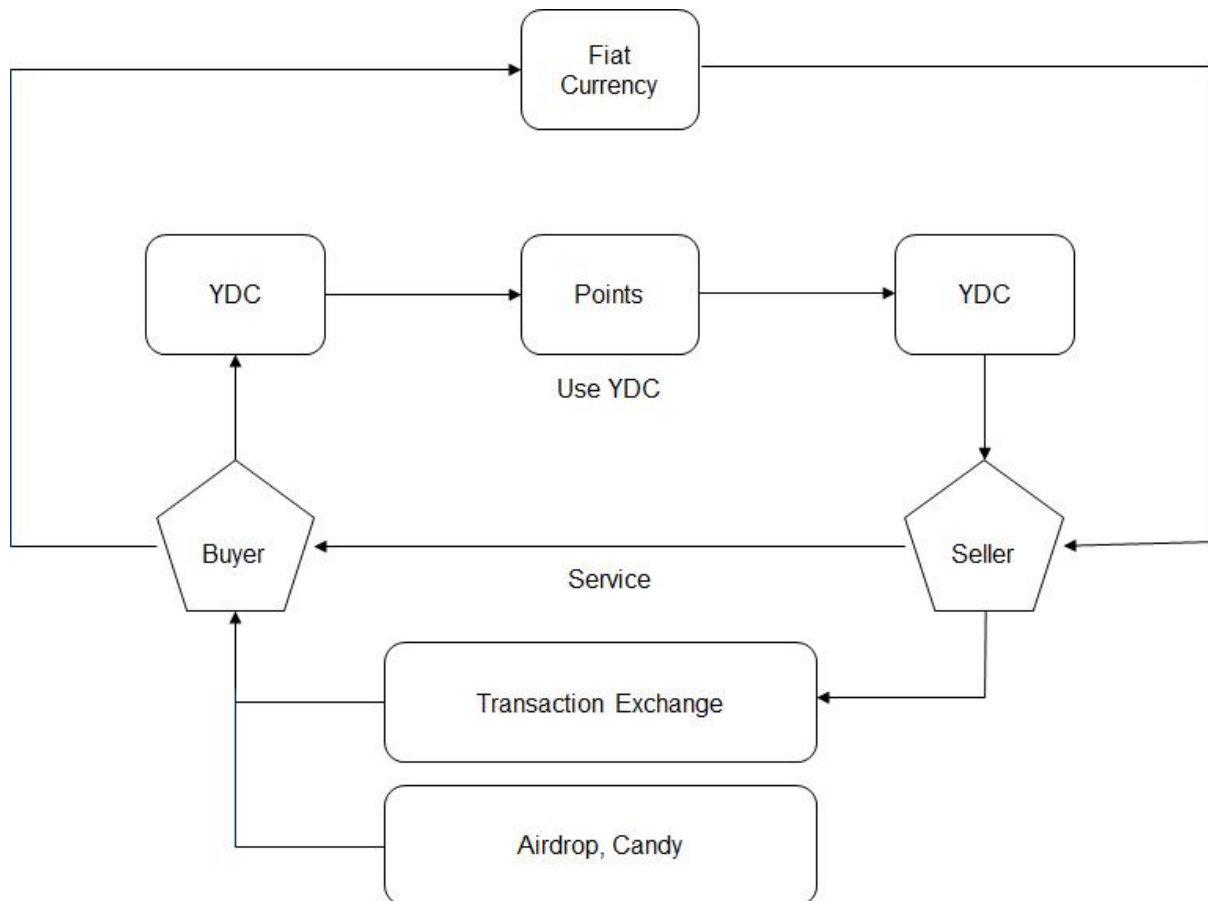 Fiat
Currency
YDC
Points
YDC
Use YDC
Buyer
Seller
Service
Transaction Exchange
Airdrop, Candy